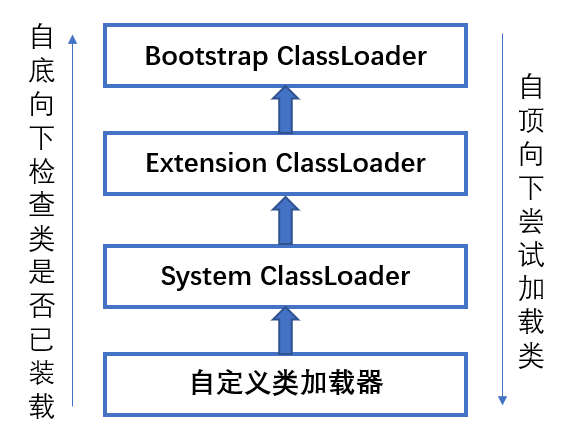 自底向下检查类是否已装载
Bootstrap ClassLoader
Extension ClassLoader
System ClassLoader
自定义类加载器
自顶向下尝试加载类